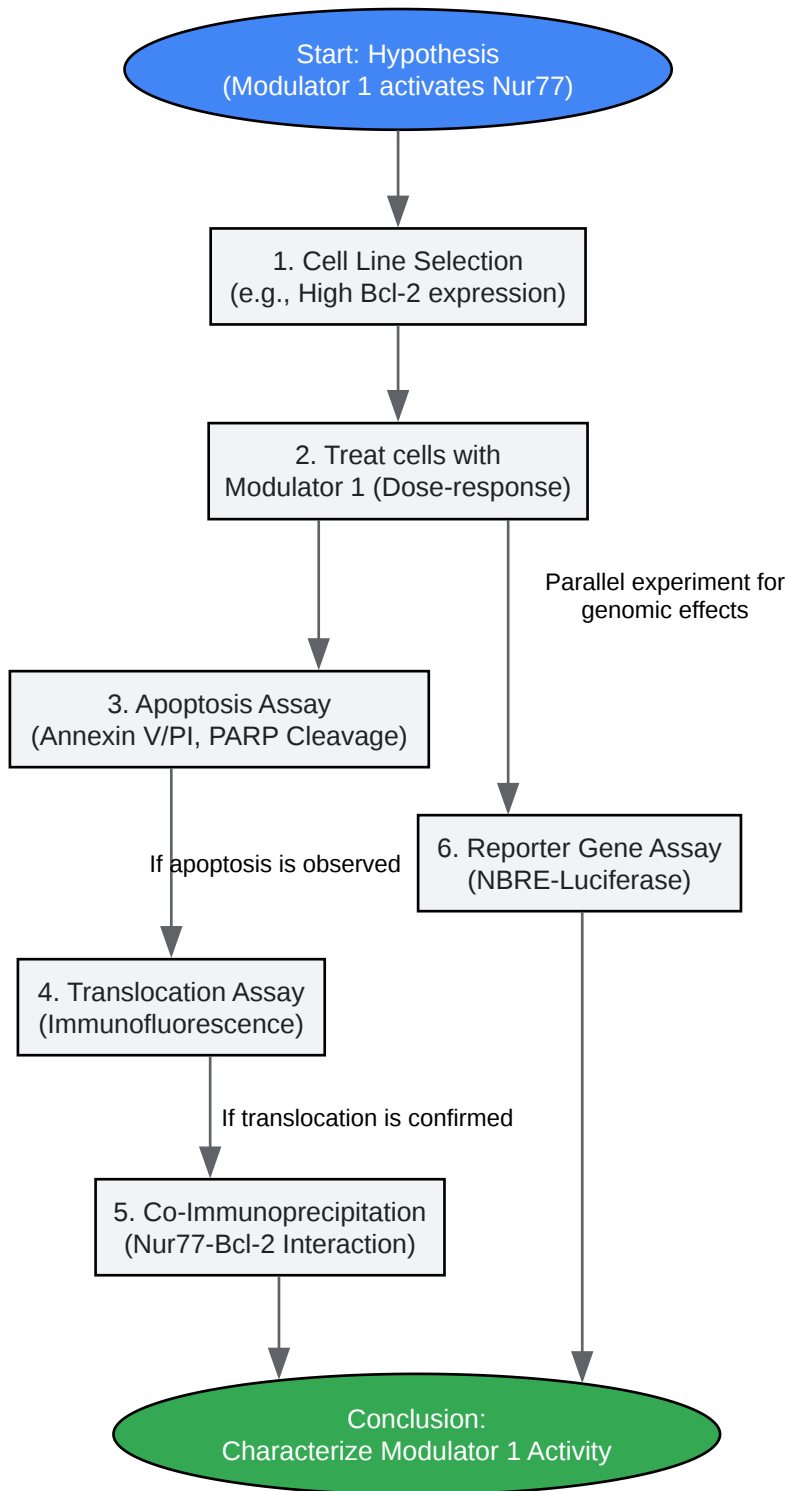 Start: Hypothesis
(Modulator 1 activates Nur77)
1. Cell Line Selection
(e.g., High Bcl-2 expression)
2. Treat cells with
Modulator 1 (Dose-response)
Parallel experiment for
genomic effects
3. Apoptosis Assay
(Annexin V/PI, PARP Cleavage)
If apoptosis is observed
6. Reporter Gene Assay
(NBRE-Luciferase)
4. Translocation Assay
(Immunofluorescence)
If translocation is confirmed
5. Co-Immunoprecipitation
(Nur77-Bcl-2 Interaction)
Conclusion:
Characterize Modulator 1 Activity